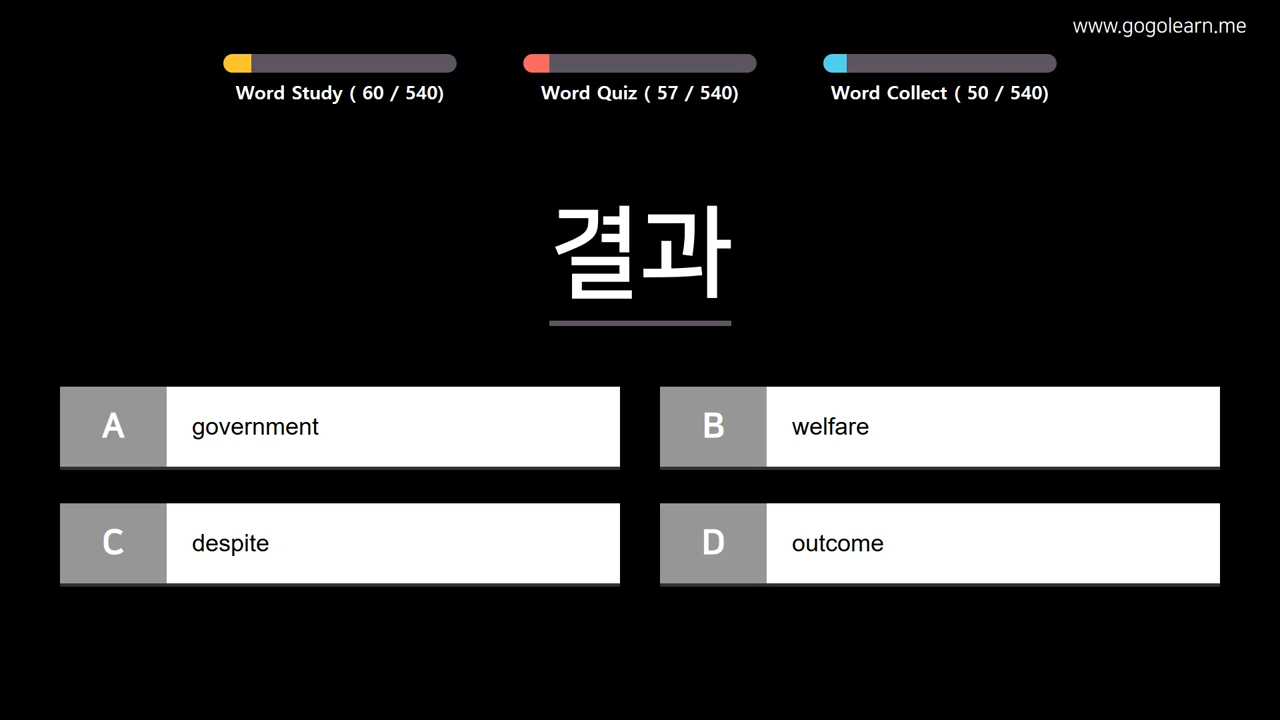 www.gogolearn.me
Word Study ( 60 / 540)
Word Quiz ( 57 / 540)
Word Collect ( 50 / 540)
결과
A government
B welfare
C despite
D outcome